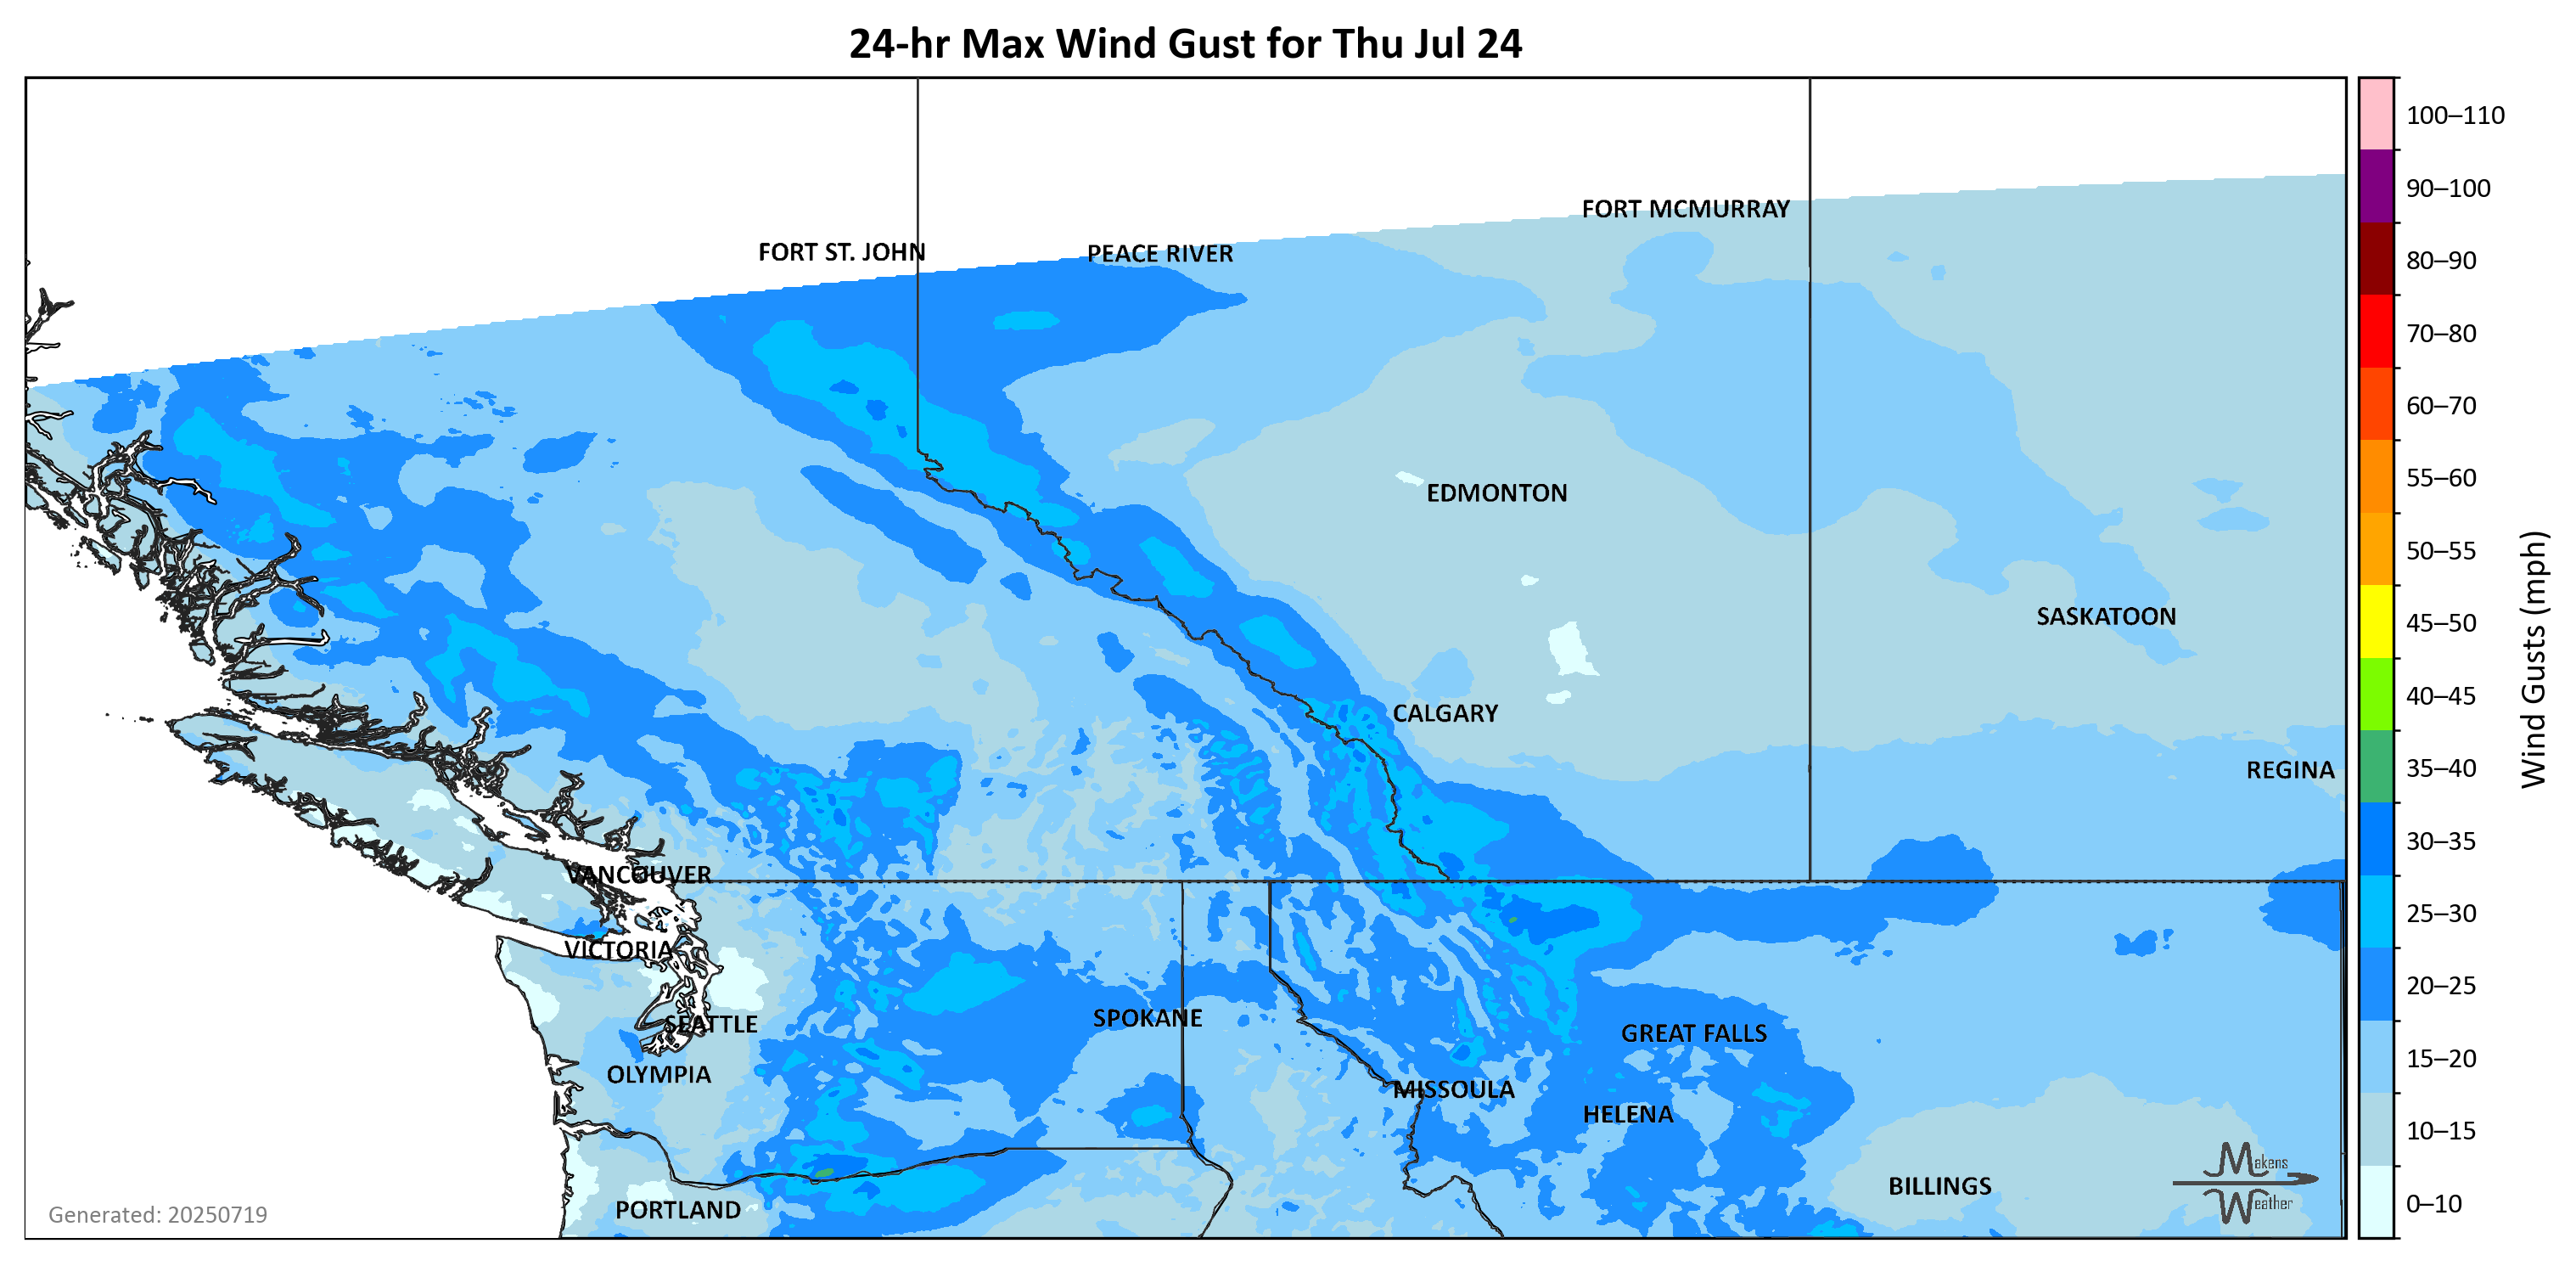 24-hr Max Wind Gust for Thu Jul 24
100–110
90–100
80–90
70–80
60–70
55–60
50–55
45–50
40–45
35–40
30–35
25–30
20–25
15–20
10–15
0–10
Wind Gusts (mph)
FORT MCMURRAY
FORT ST. JOHN
PEACE RIVER
EDMONTON
SASKATOON
CALGARY
REGINA
VANCOUVER
VICTORIA
SEATTLE
SPOKANE
GREAT FALLS
OLYMPIA
MISSOULA
HELENA
BILLINGS
PORTLAND
Makens
Weather
Generated: 20250719